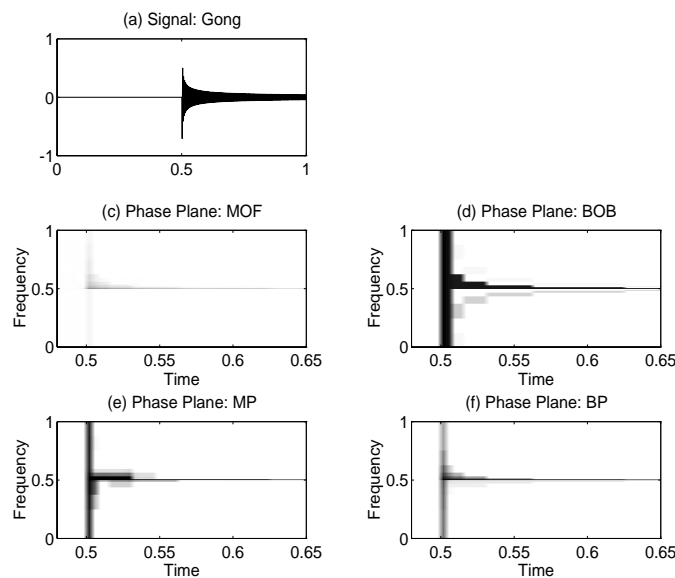 (a) Signal: Gong
1
0
-1
0 0.5 1
(c) Phase Plane: MOF
(d) Phase Plane: BOB
1
0.5
0
Frequency
0.5 0.55 0.6 0.65
Time
1
0.5
0
Frequency
0.5 0.55 0.6 0.65
Time
(e) Phase Plane: MP
(f) Phase Plane: BP
1
0.5
0
Frequency
0.5 0.55 0.6 0.65
Time
1
0.5
0
Frequency
0.5 0.55 0.6 0.65
Time